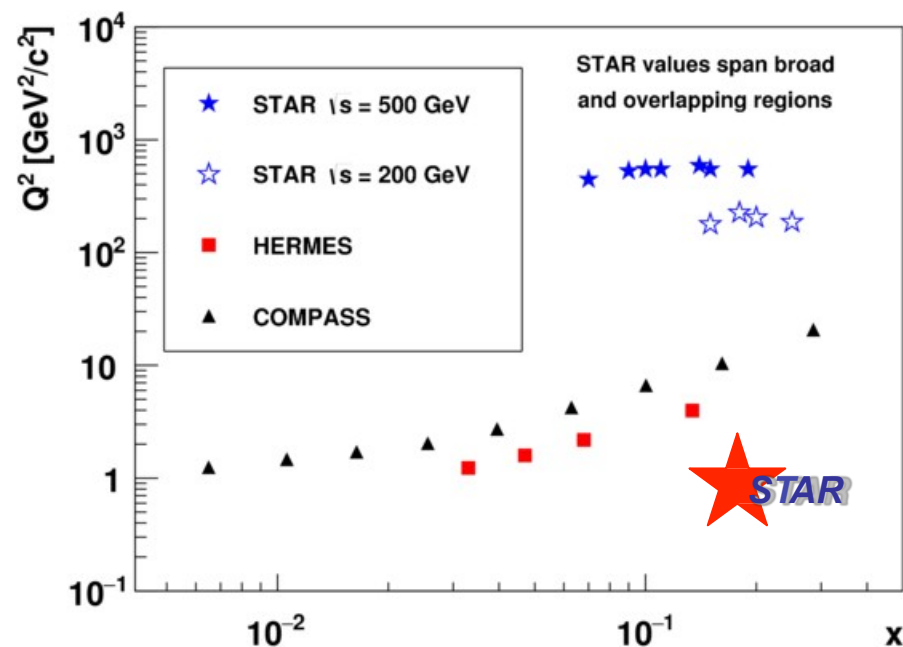 Q² [GeV²/c²]
10⁴
10³
10²
10
1
10⁻¹
STAR √s = 500 GeV
STAR √s = 200 GeV
HERMES
COMPASS
STAR values span broad
and overlapping regions
STAR
10⁻²
10⁻¹
x